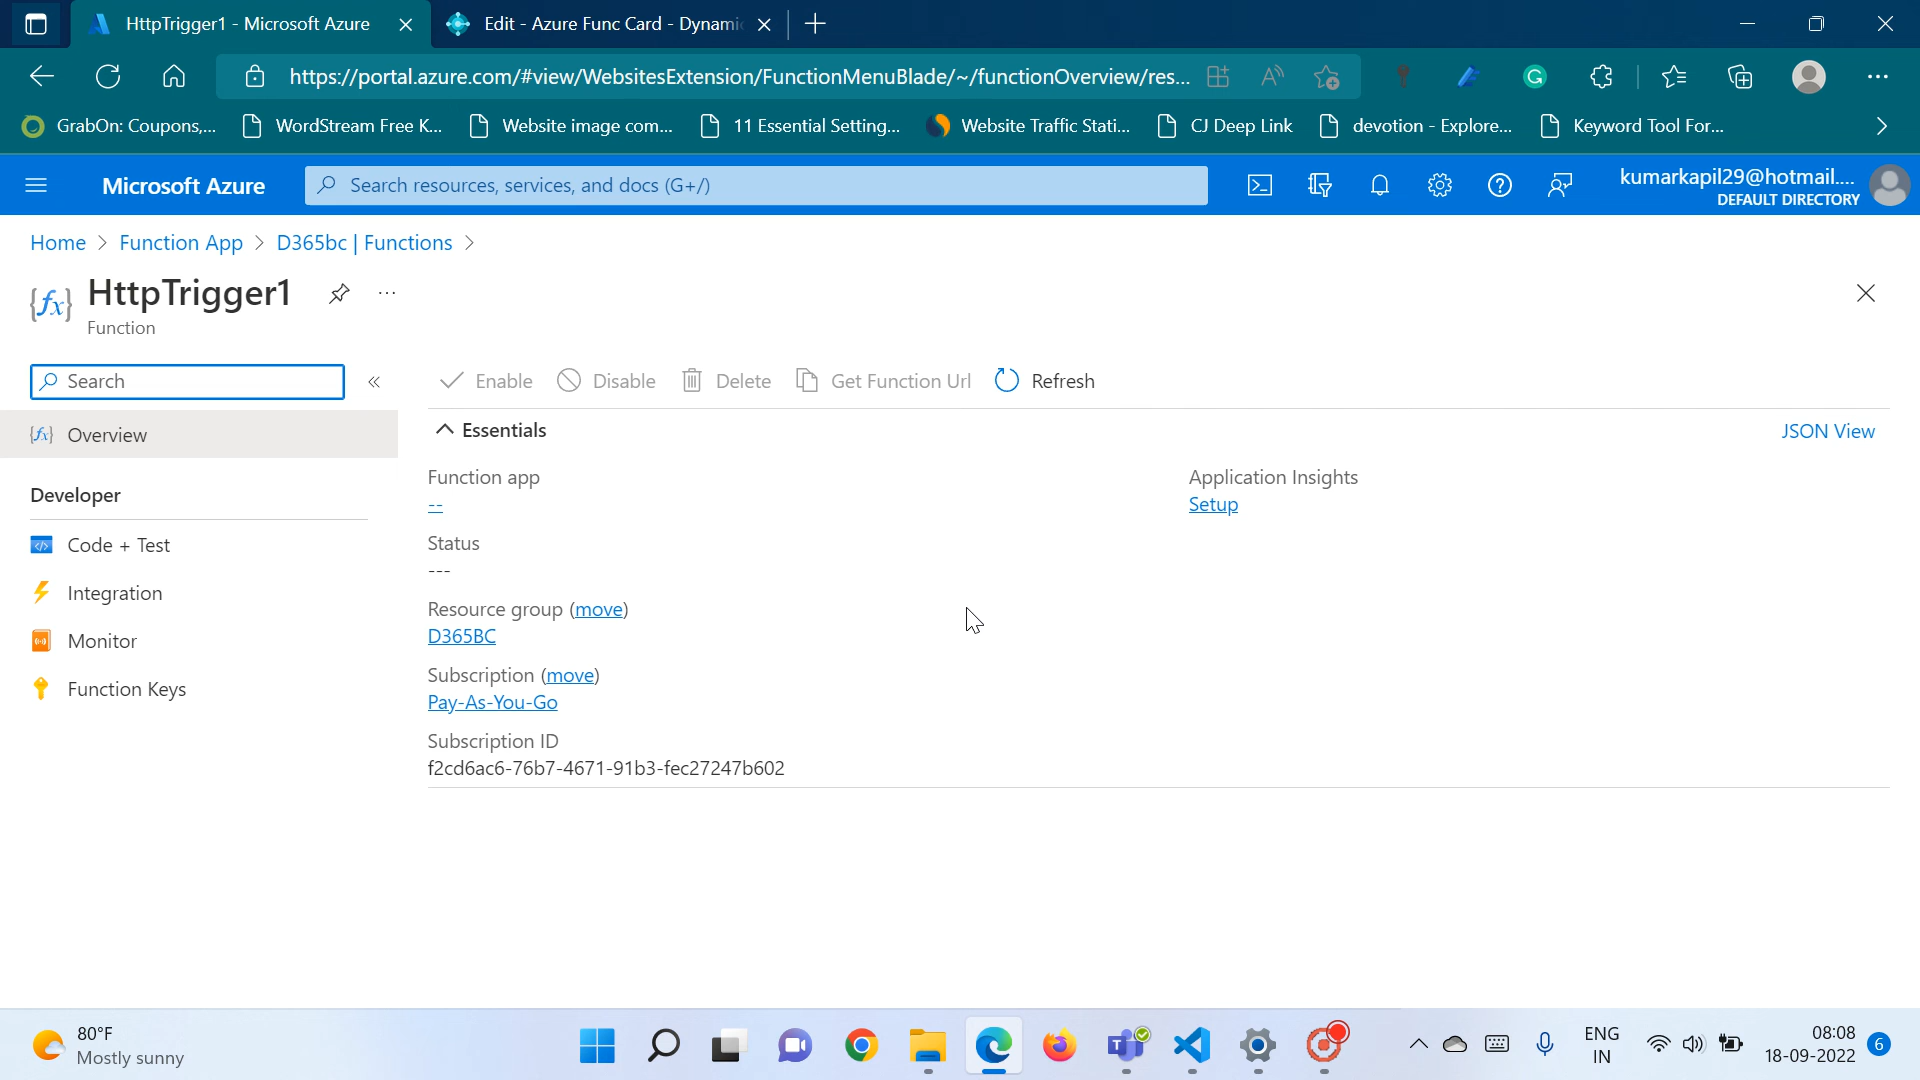 HttpTrigger1 - Microsoft Azure
Edit - Azure Func Card - Dynamic
https://portal.azure.com/#view/WebsitesExtension/FunctionMenuBlade/~/functionOverview/res...
GrabOn: Coupons,...
WordStream Free K...
Website image com...
11 Essential Setting...
Website Traffic Stati...
CJ Deep Link
devotion - Explore...
Keyword Tool For...
Microsoft Azure
Search resources, services, and docs (G+/)
kumarkapil29@hotmail....
DEFAULT DIRECTORY
Home > Function App > D365bc | Functions >
HttpTrigger1
Function
Search
Enable
Disable
Delete
Get Function Url
Refresh
Overview
Essentials
JSON View
Developer
Code + Test
Integration
Monitor
Function Keys
Function app
--
Application Insights
Setup
Status
---
Resource group (move)
D365BC
Subscription (move)
Pay-As-You-Go
Subscription ID
f2cd6ac6-76b7-4671-91b3-fec27247b602
80°F
Mostly sunny
ENG
IN
08:08
18-09-2022
6